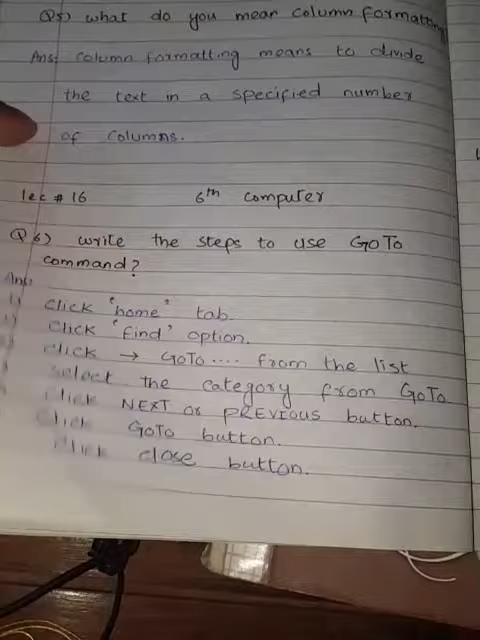 Q5) what do you mean column formatting
Ans: column formatting means to divide
the text in a specified number
of columns.
lec # 16 6th computer
Q 6) write the steps to use GoTo
command?
Ans:
1) click 'home' tab
click 'find' option.
click → GoTo .... from the list
select the category from GoTo
click NEXT or PREVIOUS button.
click GoTo button.
click close button.